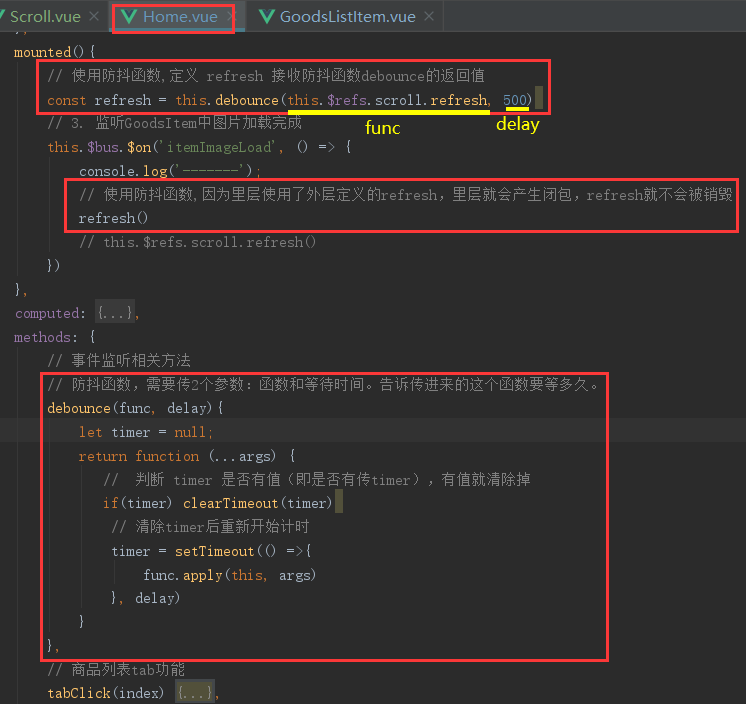 Scroll.vue × Home.vue × GoodsListItem.vue ×
},
mounted(){
// 使用防抖函数,定义 refresh 接收防抖函数debounce的返回值
const refresh = this.debounce(this.$refs.scroll.refresh, 500)
func
delay
// 3. 监听GoodsItem中图片加载完成
this.$bus.$on('itemImageLoad', () => {
console.log('-------');
// 使用防抖函数,因为里层使用了外层定义的refresh，里层就会产生闭包，refresh就不会被销毁
refresh()
// this.$refs.scroll.refresh()
})
},
computed: {...},
methods: {
// 事件监听相关方法
// 防抖函数，需要传2个参数：函数和等待时间。告诉传进来的这个函数要等多久。
debounce(func, delay){
let timer = null;
return function (...args) {
// 判断 timer 是否有值（即是否有传timer），有值就清除掉
if(timer) clearTimeout(timer)
// 清除timer后重新开始计时
timer = setTimeout(() =>{
func.apply(this, args)
}, delay)
}
},
// 商品列表tab功能
tabClick(index) {...},